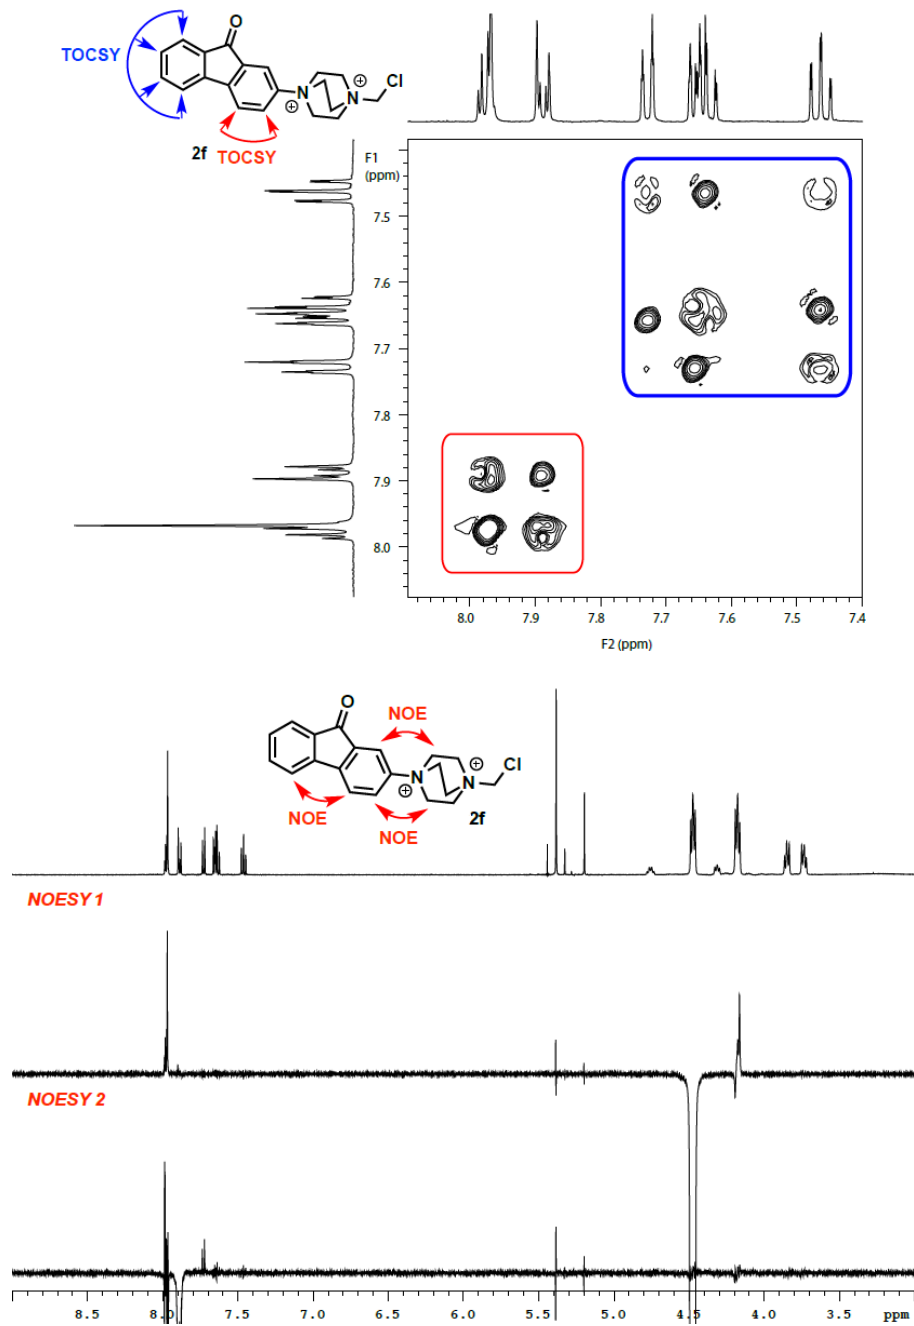 O
TOCSY
Cl
N
⊕
⊕
N
2f
TOCSY
F1
(ppm)
7.5
7.6
7.7
7.8
7.9
8.0
8.0
7.9
7.8
7.7
7.6
7.5
7.4
F2 (ppm)
O
NOE
Cl
⊕
N
⊕
N
NOE
NOE
2f
NOESY 1
NOESY 2
8.5
8.0
7.5
7.0
6.5
6.0
5.5
5.0
4.5
4.0
3.5
ppm